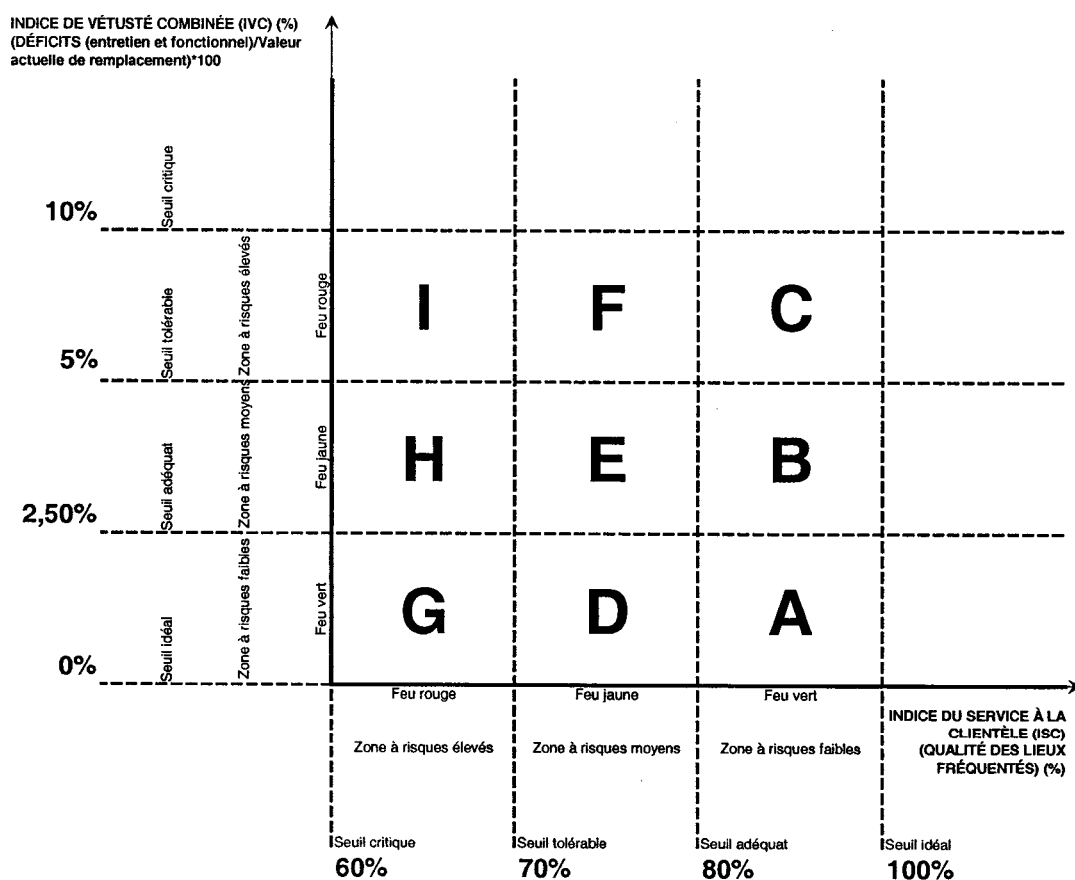 INDICE DE VÉTUSTÉ COMBINÉE (IVC) (%)
(DÉFICITS (entretien et fonctionnel)/Valeur
actuelle de remplacement)*100
Seuil critique
10%
Zone à risques élevés
Feu rouge
I F C
Seuil tolérable
5%
Zone à risques moyens
Feu jaune
H E B
Seuil adéquat
2,50%
Zone à risques faibles
Feu vert
G D A
Seuil idéal
0%
Feu rouge Feu jaune Feu vert
INDICE DU SERVICE À LA
CLIENTÈLE (ISC)
(QUALITÉ DES LIEUX
FRÉQUENTÉS) (%)
Zone à risques élevés Zone à risques moyens Zone à risques faibles
Seuil critique Seuil tolérable Seuil adéquat Seuil idéal
60% 70% 80% 100%